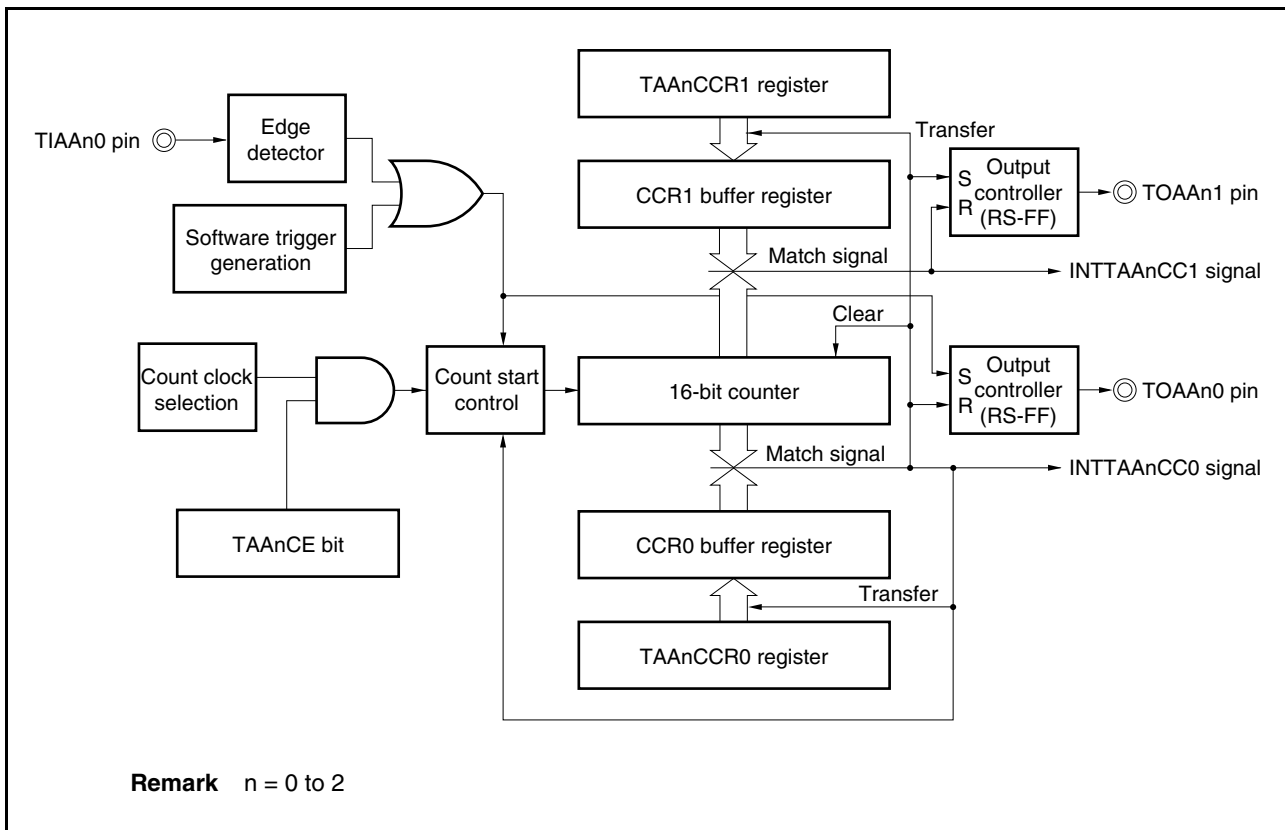 TAAnCCR1 register
TIAAn0 pin
Edge
detector
Transfer
CCR1 buffer register
S
R
Output
controller
(RS-FF)
TOAAn1 pin
Software trigger
generation
Match signal
INTTAAnCC1 signal
Clear
Count clock
selection
Count start
control
16-bit counter
S
R
Output
controller
(RS-FF)
TOAAn0 pin
Match signal
INTTAAnCC0 signal
TAAnCE bit
CCR0 buffer register
Transfer
TAAnCCR0 register
Remark n = 0 to 2